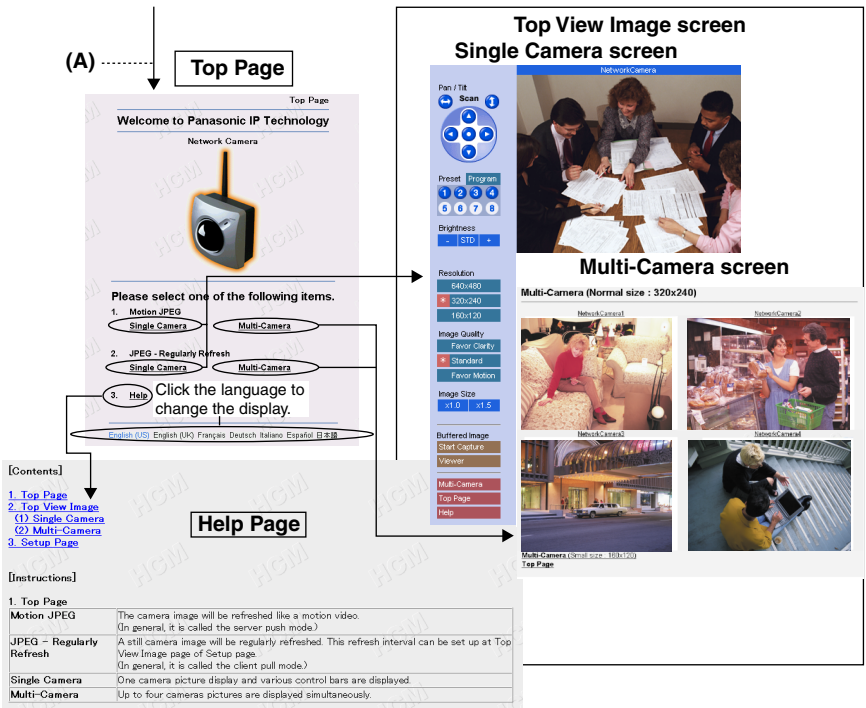 (A)
Top Page
Top Page
Welcome to Panasonic IP Technology
Network Camera
Please select one of the following items.
1. Motion JPEG
Single Camera Multi-Camera
2. JPEG - Regularly Refresh
Single Camera Multi-Camera
3. Help
Click the language to
change the display.
English (US) English (UK) Français Deutsch Italiano Español 日本語
Top View Image screen
Single Camera screen
NetworkCamera
Pan / Tilt
Scan
Preset Program
1 2 3 4
5 6 7 8
Brightness
- STD +
Resolution
640x480
* 320x240
160x120
Image Quality
Favor Clarity
* Standard
Favor Motion
Image Size
x1.0 x1.5
Buffered Image
Start Capture
Viewer
Multi-Camera
Top Page
Help
Multi-Camera screen
Multi-Camera (Normal size : 320x240)
NetworkCamera1 NetworkCamera2
NetworkCamera3 NetworkCamera4
Multi-Camera (Small size : 160x120)
Top Page
Help Page
[Contents]
1. Top Page
2. Top View Image
(1) Single Camera
(2) Multi-Camera
3. Setup Page
[Instructions]
1. Top Page
Motion JPEG The camera image will be refreshed like a motion video.
(In general, it is called the server push mode.)
JPEG - Regularly A still camera image will be regularly refreshed. This refresh interval can be set up at Top
Refresh View Image page of Setup page.
(In general, it is called the client pull mode.)
Single Camera One camera picture display and various control bars are displayed.
Multi-Camera Up to four cameras pictures are displayed simultaneously.
HCM